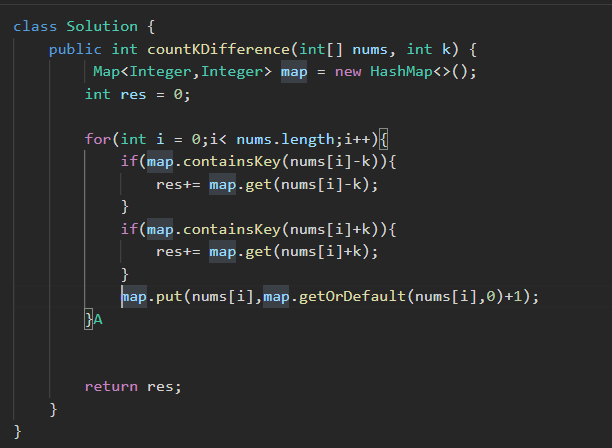 class Solution {
    public int countKDifference(int[] nums, int k) {
         Map<Integer,Integer> map = new HashMap<>();
        int res = 0;

        for(int i = 0;i< nums.length;i++){
            if(map.containsKey(nums[i]-k)){
                res+= map.get(nums[i]-k);
            }
            if(map.containsKey(nums[i]+k)){
                res+= map.get(nums[i]+k);
            }
            map.put(nums[i],map.getOrDefault(nums[i],0)+1);
        }A


        return res;
    }
}